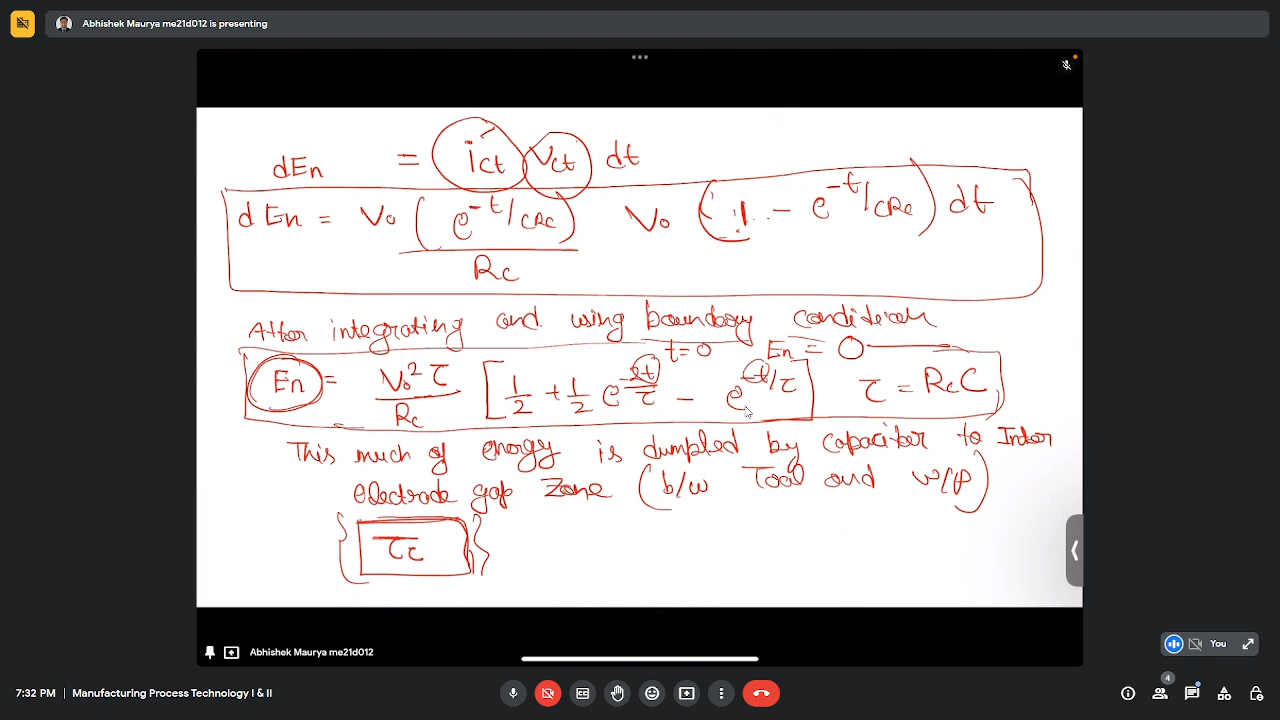 Abhishek Maurya me21d012 is presenting
dEn = ict Vct dt
dEn = Vo (e^-t/CRc) / Rc Vo (1 - e^-t/CRc) dt
After integrating and using boundary condition
t=0 En = 0
En = Vo² τ / Rc [1/2 + 1/2 e^-2t/τ - e^-t/τ] τ = RcC
This much of energy is dumpled by capacitor to Inter
electrode gap zone (b/w Tool and w/p)
{ τc }
Abhishek Maurya me21d012
You
4
7:32 PM | Manufacturing Process Technology I & II